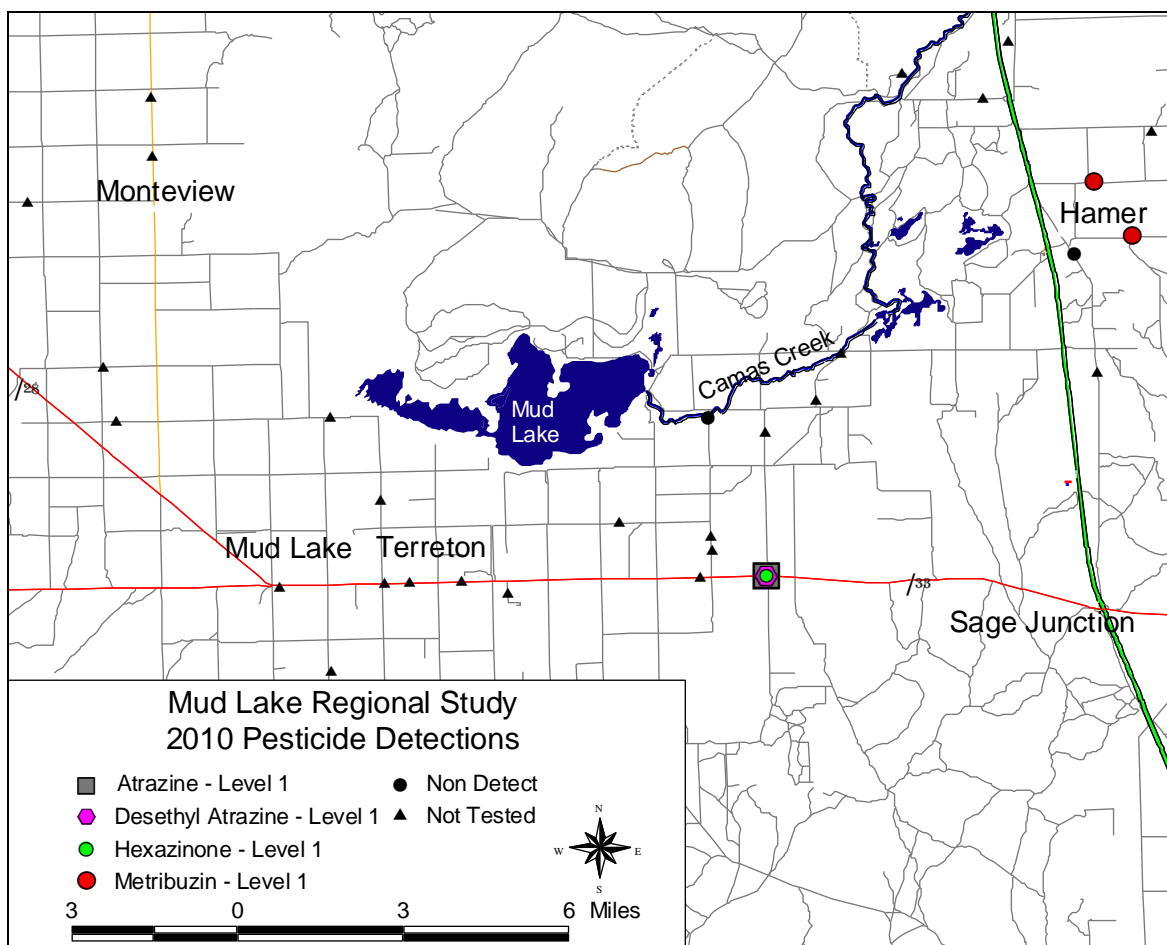 Monteview
Hamer
Camas Creek
/28
Mud
Lake
Mud Lake
Terreton
/33
Sage Junction
Mud Lake Regional Study
2010 Pesticide Detections
Atrazine - Level 1
Non Detect
Desethyl Atrazine - Level 1
Not Tested
Hexazinone - Level 1
Metribuzin - Level 1
N
W
E
S
3
0
3
6
Miles